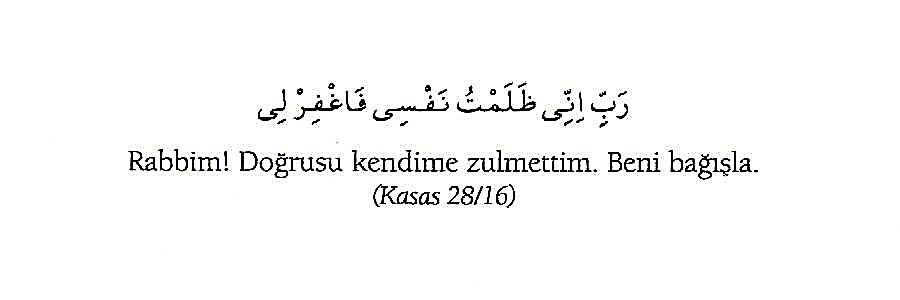 رَبِّ اِنِّى ظَلَمْتُ نَفْسِى فَاغْفِرْ لِى
Rabbim! Doğrusu kendime zulmettim. Beni bağışla.
(Kasas 28/16)